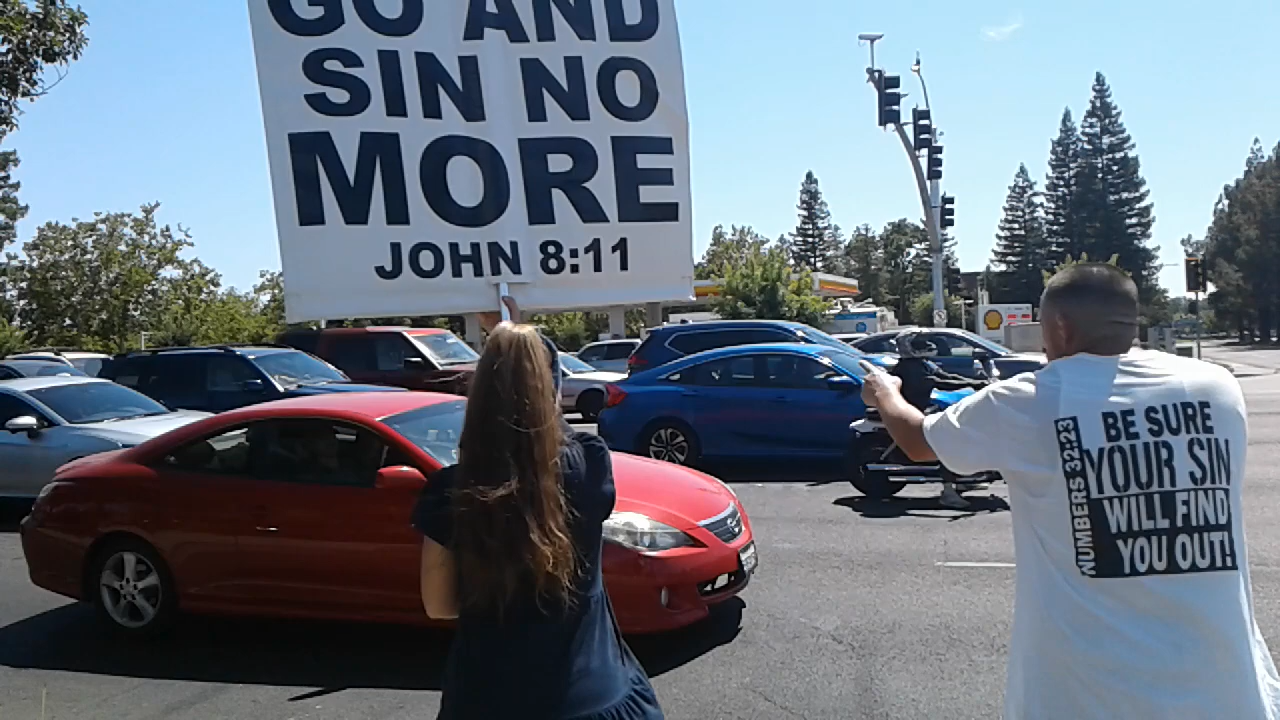 GO AND
SIN NO
MORE
JOHN 8:11
NUMBERS 32:23
BE SURE
YOUR SIN
WILL FIND
YOU OUT!